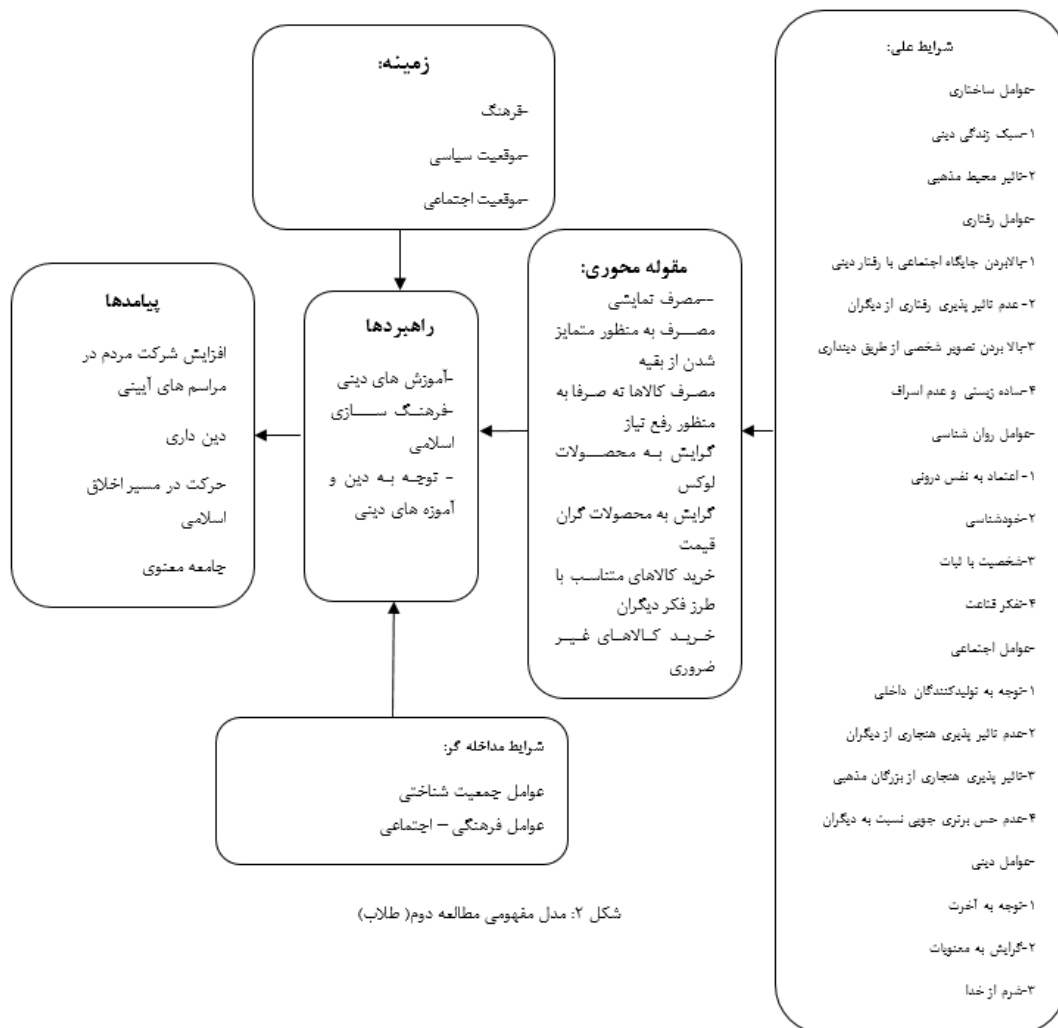 شرایط علی:
-عوامل ساختاری
۱-سبک زندگی دینی
۲-تاثیر محیط مذهبی
-عوامل رفتاری
۱-بالابردن جایگاه اجتماعی با رفتار دینی
۲- عدم تاثیر پذیری رفتاری از دیگران
۳-بالا بردن تصویر شخصی از طریق دینداری
۴-ساده زیستی و عدم اسراف
-عوامل روان شناسی
۱- اعتماد به نفس درونی
۲-خودشناسی
۳-شخصیت با ثبات
۴-تفکر قناعت
-عوامل اجتماعی
۱-توجه به تولیدکنندگان داخلی
۲-عدم تاثیر پذیری هنجاری از دیگران
۳-تاثیر پذیری هنجاری از بزرگان مذهبی
۴-عدم حس برتری جویی نسبت به دیگران
-عوامل دینی
۱-توجه به آخرت
۲-گرایش به معنویات
۳-شرم از خدا
زمینه:
-فرهنگ
-موقعیت سیاسی
-موقعیت اجتماعی
مقوله محوری:
--مصرف نمایشی
مصرف به منظور متمایز
شدن از بقیه
مصرف کالاها نه صرفا به
منظور رفع نیاز
گرایش به محصولات
لوکس
گرایش به محصولات گران
قیمت
خرید کالاهای متناسب با
طرز فکر دیگران
خرید کالاهای غیر
ضروری
راهبردها
-آموزش های دینی
-فرهنگ سازی
اسلامی
- توجه به دین و
آموزه های دینی
پیامدها
افزایش شرکت مردم در
مراسم های آیینی
دین داری
حرکت در مسیر اخلاق
اسلامی
جامعه معنوی
شرایط مداخله گر:
عوامل جمعیت شناختی
عوامل فرهنگی – اجتماعی
شکل ۲: مدل مفهومی مطالعه دوم( طلاب)